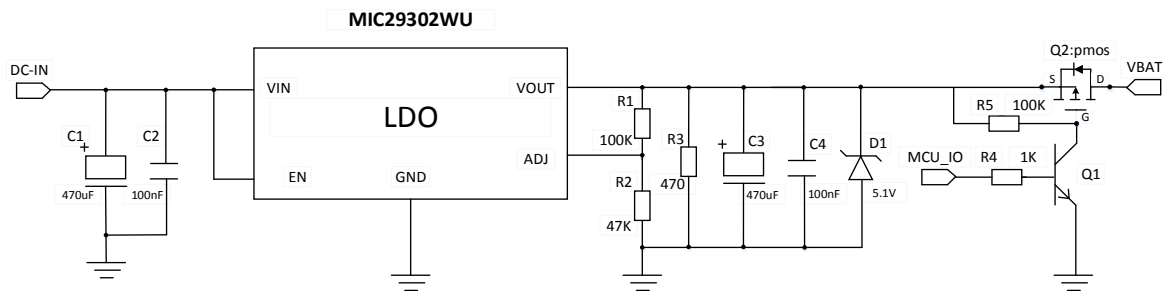 MIC29302WU
Q2:pmos
DC-IN
VBAT
VIN
VOUT
S
D
R1
R5
100K
G
C1
C2
LDO
+
100K
R3
+
C3
C4
D1
ADJ
MCU_IO
R4
1K
Q1
EN
GND
R2
470
470uF
100nF
470uF
100nF
5.1V
47K